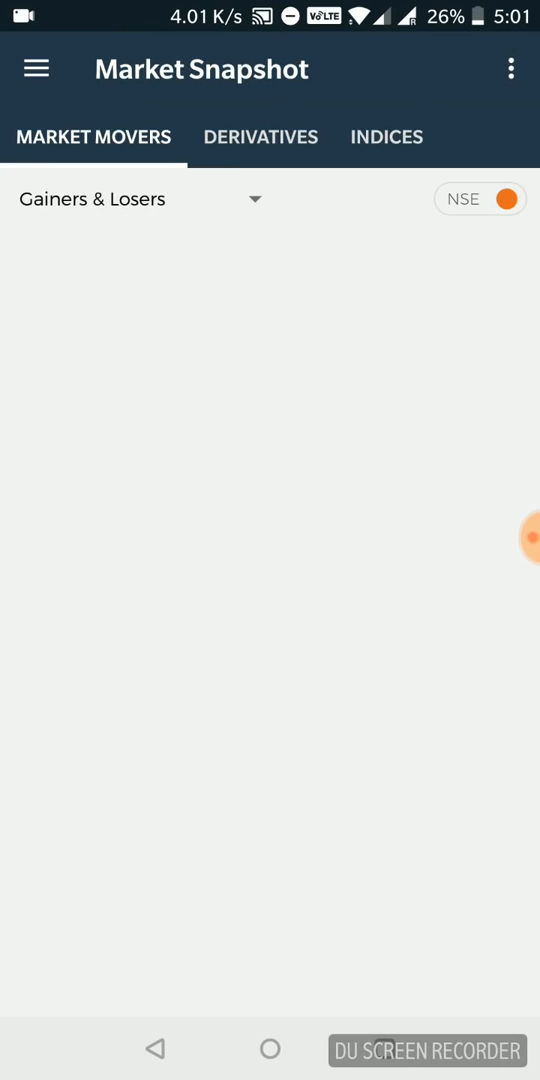 4.01 K/s VoLTE R 26% 5:01
Market Snapshot
MARKET MOVERS DERIVATIVES INDICES
Gainers & Losers NSE
DU SCREEN RECORDER